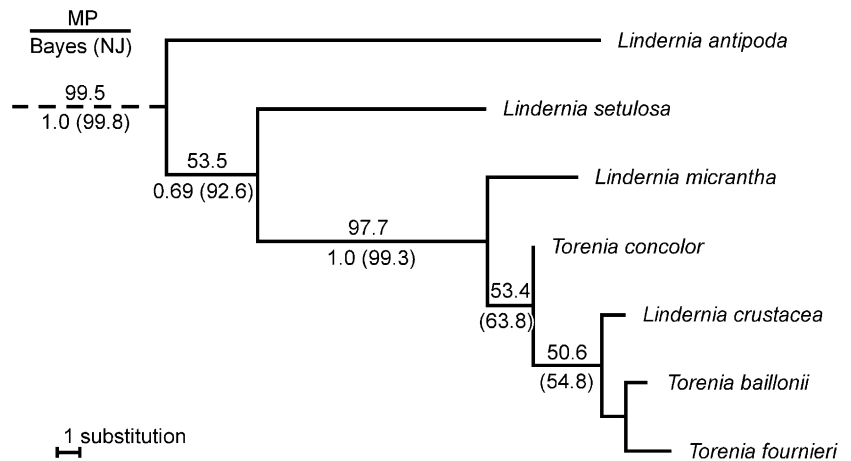 MP
Bayes (NJ)
Lindernia antipoda
99.5
1.0 (99.8)
Lindernia setulosa
53.5
0.69 (92.6)
Lindernia micrantha
97.7
1.0 (99.3)
Torenia concolor
53.4
(63.8)
Lindernia crustacea
50.6
(54.8)
Torenia baillonii
1 substitution
Torenia fournieri